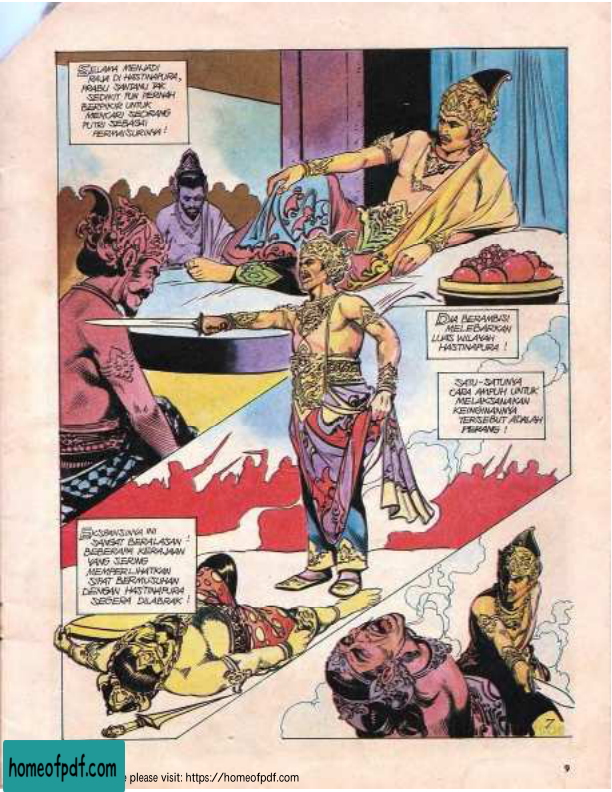 SELAMA MENJADI
RAJA DI HASTINAPURA,
PRABU SANTANU TAK
SEDIKIT PUN PERNAH
BERPIKIR UNTUK
MENCARI SEORANG
PUTRI SEBAGAI
PERMAISURINYA!
DIA BERAMBISI
MELEBARKAN
LUAS WILAYAH
HASTINAPURA!
SATU-SATUNYA
CARA AMPUH UNTUK
MELAKSANAKAN
KEINGINANNYA
TERSEBUT ADALAH
PERANG!
EKSPANSINYA INI
SANGAT BERALASAN!
BEBERAPA KERAJAAN
YANG SERING
MEMPERLIHATKAN
SIFAT BERMUSUHAN
DENGAN HASTINAPURA
SEGERA DILABRAK!
7
9
homeofpdf.com
please visit: https://homeofpdf.com